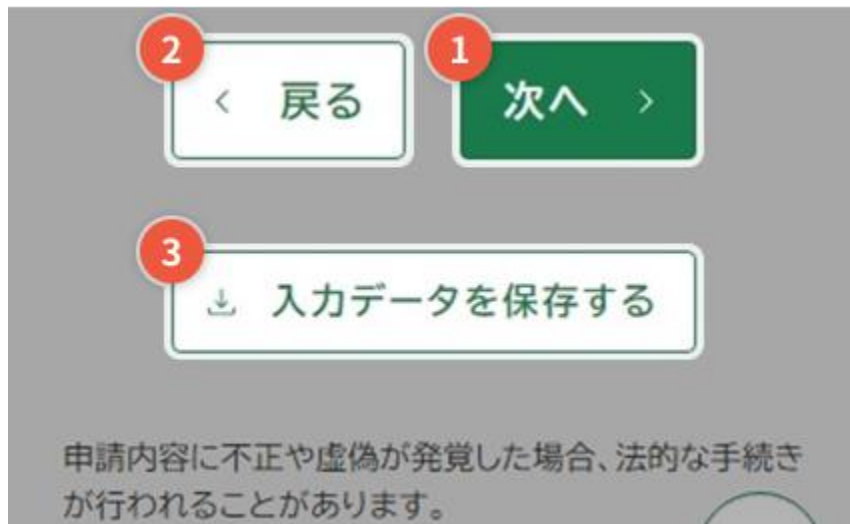 2
1
戻る
次へ
3
入力データを保存する
申請内容に不正や虚偽が発覚した場合、法的な手続き
が行われることがあります。